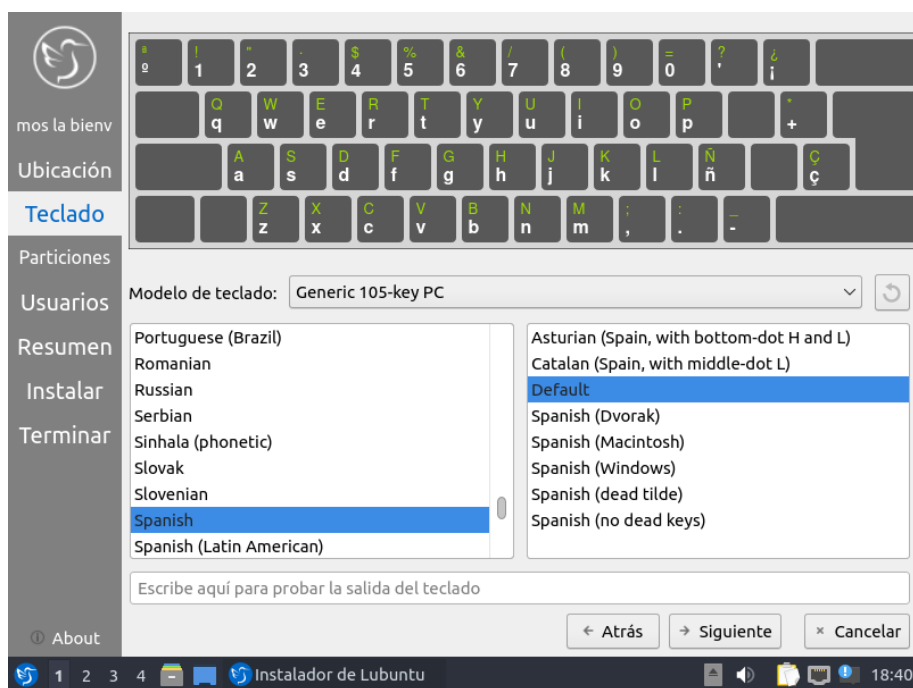 ª ! " · $ % & / ( ) = ? ¿
º 1 2 3 4 5 6 7 8 9 0 ' ¡
Q W E R T Y U I O P *
q w e r t y u i o p +
A S D F G H J K L Ñ Ç
a s d f g h j k l ñ ç
Z X C V B N M ; : _
z x c v b n m , . -
mos la bienv
Ubicación
Teclado
Particiones
Usuarios
Resumen
Instalar
Terminar
About
Modelo de teclado: Generic 105-key PC
Portuguese (Brazil)
Romanian
Russian
Serbian
Sinhala (phonetic)
Slovak
Slovenian
Spanish
Spanish (Latin American)
Asturian (Spain, with bottom-dot H and L)
Catalan (Spain, with middle-dot L)
Default
Spanish (Dvorak)
Spanish (Macintosh)
Spanish (Windows)
Spanish (dead tilde)
Spanish (no dead keys)
Escribe aquí para probar la salida del teclado
Atrás Siguiente Cancelar
1 2 3 4 Instalador de Lubuntu 18:40